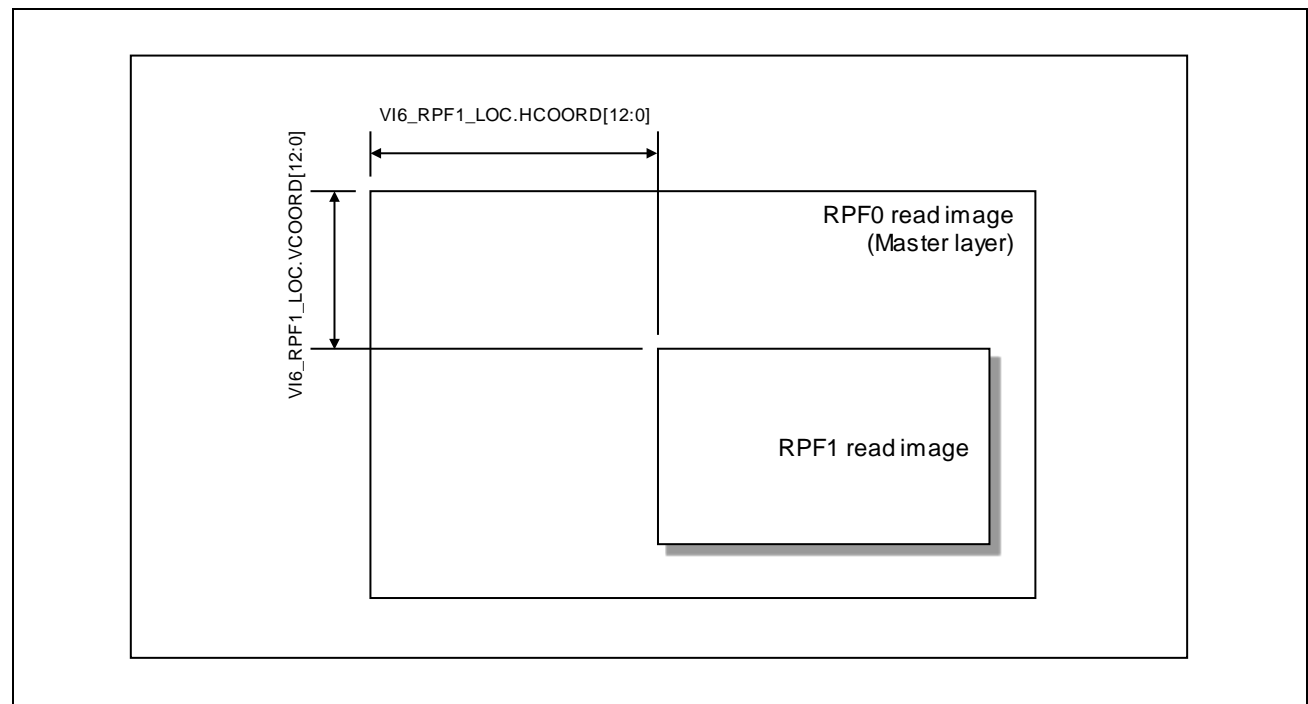 VI6_RPF1_LOC.HCOORD[12:0]
VI6_RPF1_LOC.VCOORD[12:0]
RPF0 read image
(Master layer)
RPF1 read image